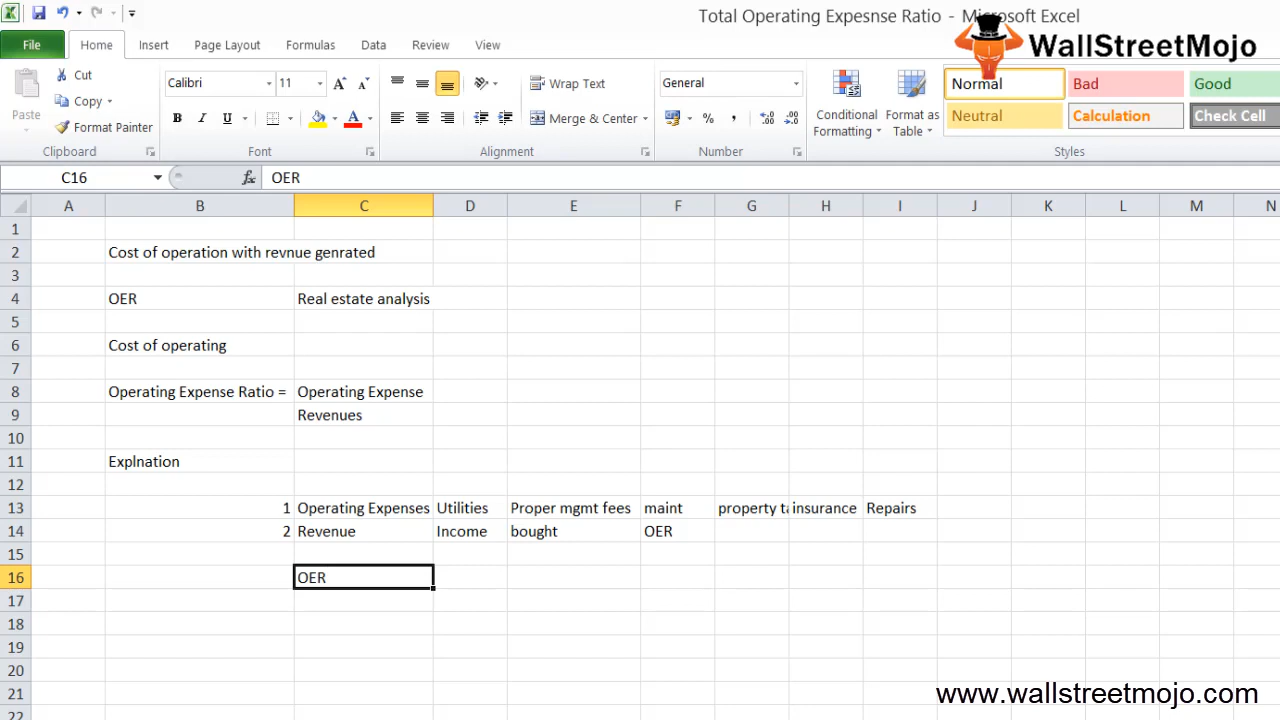 Total Operating Expesnse Ratio - Microsoft Excel
WallStreetMojo
File Home Insert Page Layout Formulas Data Review View
Paste
Cut
Copy
Format Painter
Clipboard
Calibri 11
B I U A
Font
Wrap Text
Merge & Center
Alignment
General
%
Number
Conditional Formatting
Format as Table
Normal Bad Good
Neutral Calculation Check Cell
Styles
C16 fx OER
A B C D E F G H I J K L M N
1
2 Cost of operation with revnue genrated
3
4 OER Real estate analysis
5
6 Cost of operating
7
8 Operating Expense Ratio = Operating Expense
9 Revenues
10
11 Explnation
12
13 1 Operating Expenses Utilities Proper mgmt fees maint property ta insurance Repairs
14 2 Revenue Income bought OER
15
16 OER
17
18
19
20
21
22
www.wallstreetmojo.com